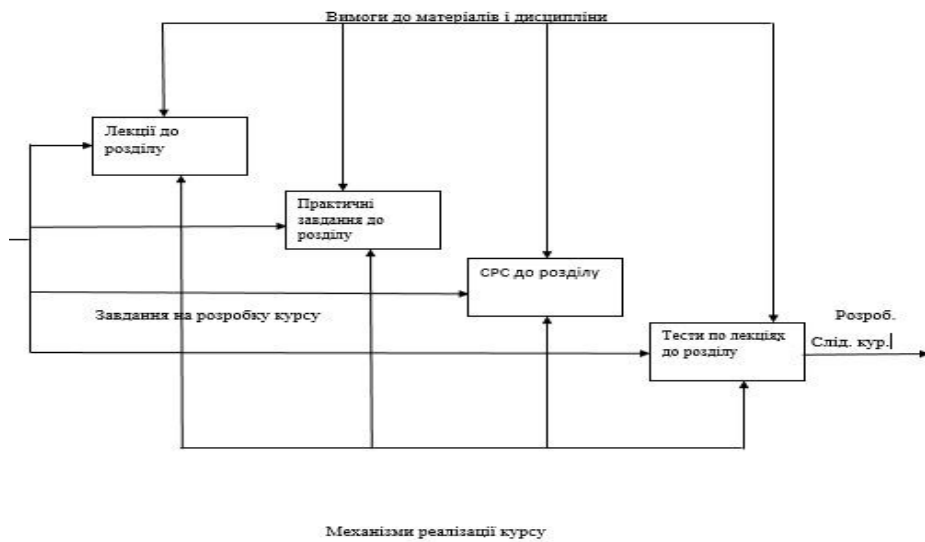 Вимоги до матеріалів і дисципліни
Лекції до
розділу
Практичні
завдання до
розділу
СРС до розділу
Завдання на розробку курсу
Тести по лекціях
до розділу
Розроб.
Слід. кур.
Механізми реалізації курсу